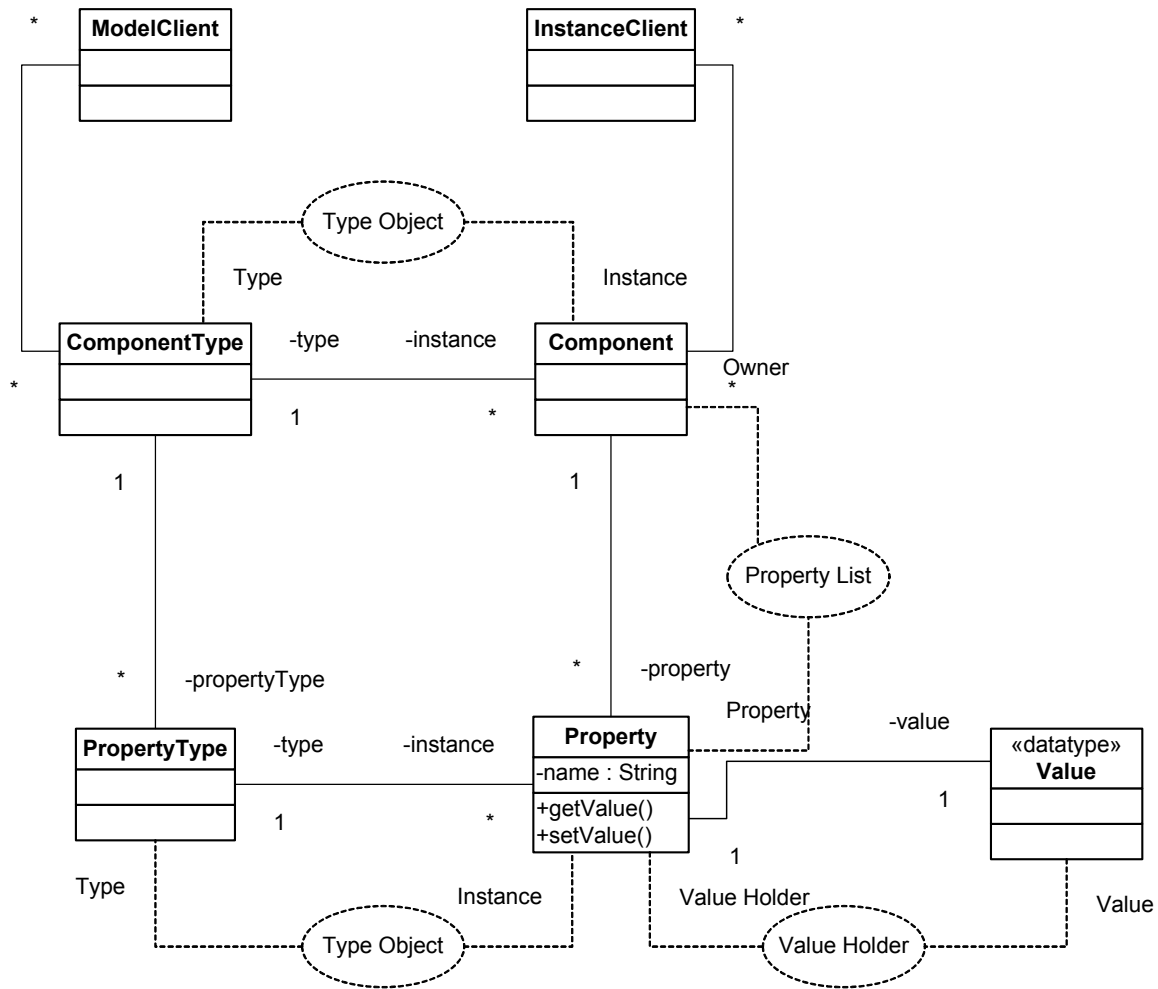 *
ModelClient
InstanceClient
*
Type Object
Type
Instance
ComponentType
-type
-instance
Component
Owner
*
*
1
*
1
1
Property List
*
-propertyType
*
-property
Property
PropertyType
-type
-instance
Property
-name : String
+getValue()
+setValue()
-value
«datatype»
Value
1
*
1
1
Type
Instance
Value Holder
Value
Type Object
Value Holder